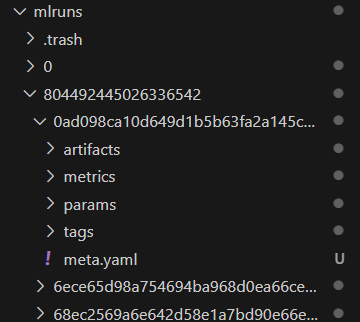 mlruns
.trash
0
804492445026336542
0ad098ca10d649d1b5b63fa2a145c...
artifacts
metrics
params
tags
! meta.yaml U
6ece65d98a754694ba968d0ea66ce...
68ec2569a6e642d58e1a7bd90e66e...